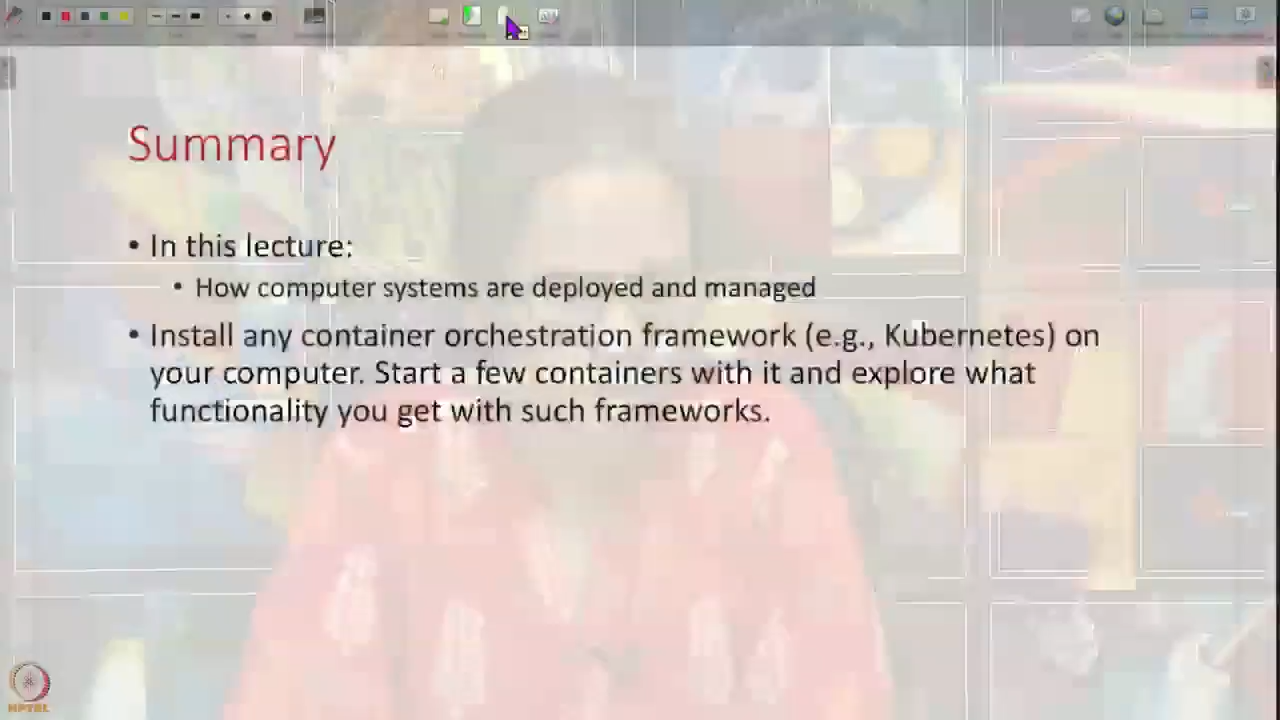 Summary
• In this lecture:
• How computer systems are deployed and managed
• Install any container orchestration framework (e.g., Kubernetes) on
your computer. Start a few containers with it and explore what
functionality you get with such frameworks.
NPTEL